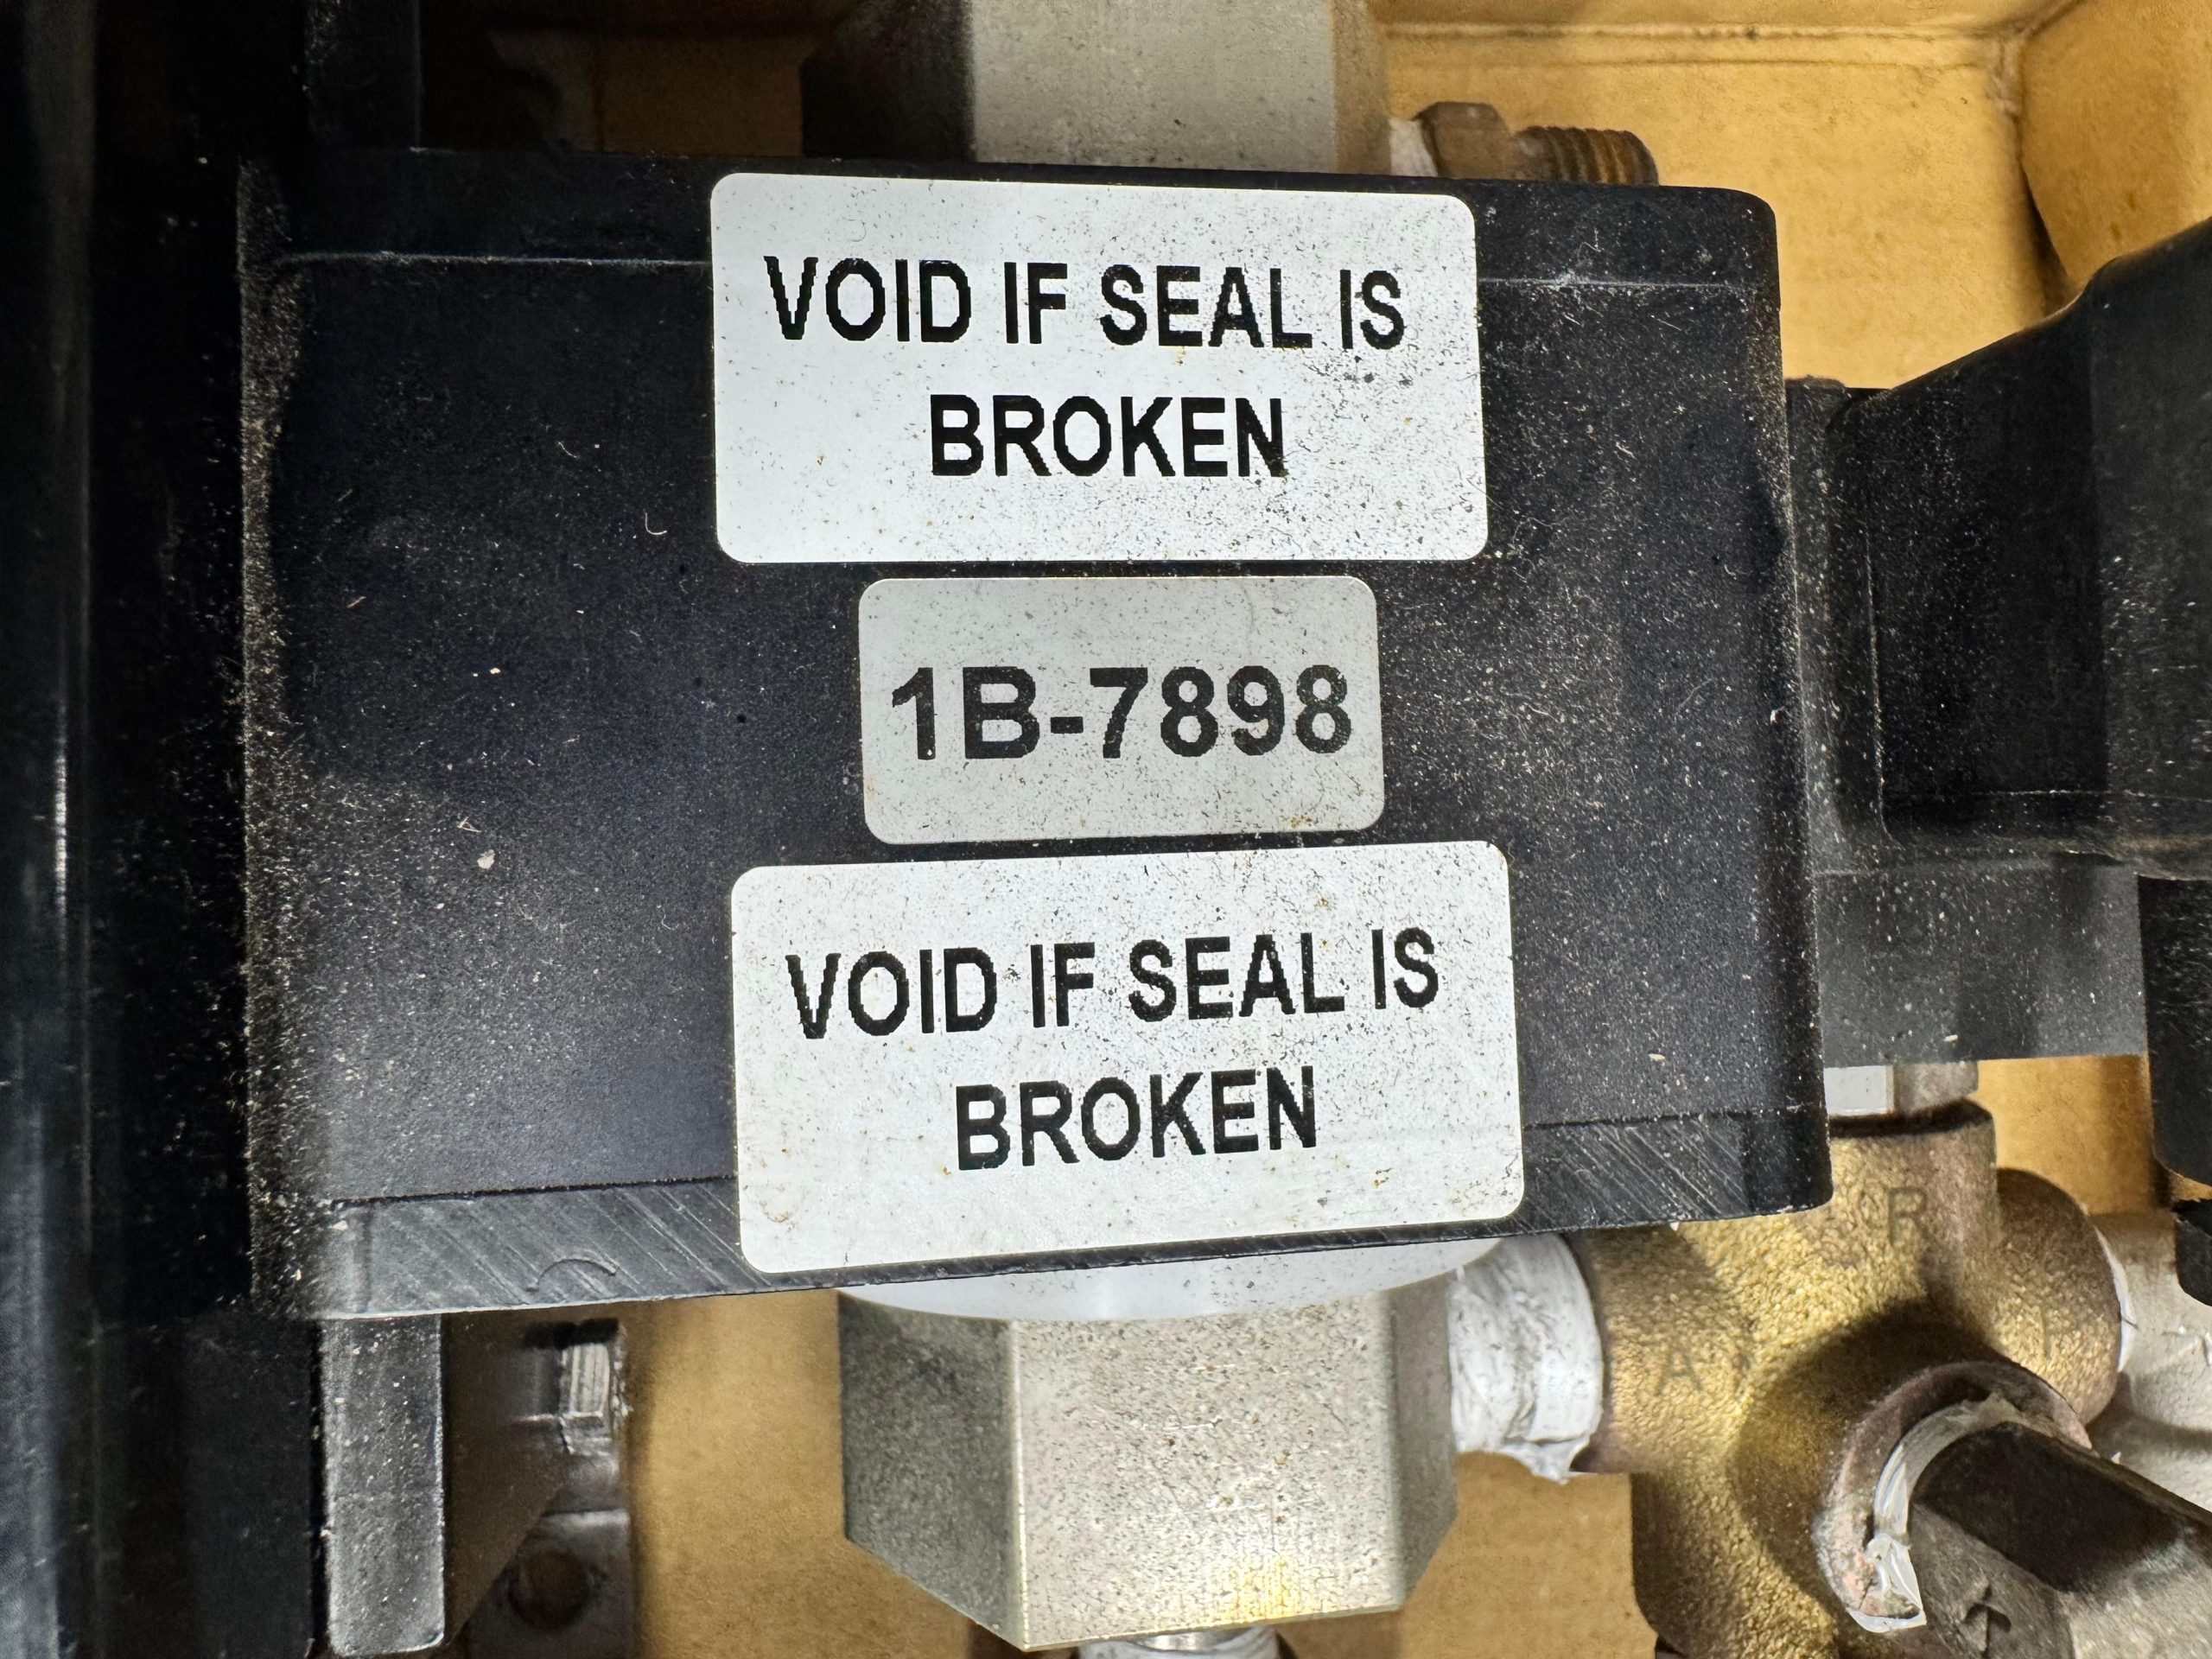 VOID IF SEAL IS
BROKEN
1B-7898
VOID IF SEAL IS
BROKEN
R
A